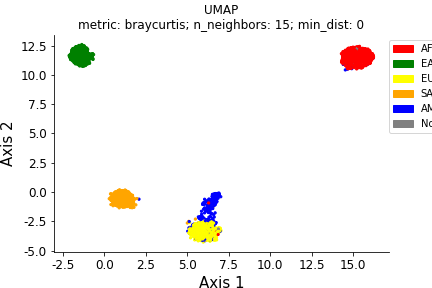 UMAP
metric: braycurtis; n_neighbors: 15; min_dist: 0
12.5
10.0
7.5
5.0
2.5
0.0
-2.5
-5.0
Axis 2
-2.5 0.0 2.5 5.0 7.5 10.0 12.5 15.0
Axis 1
AF
EA
EU
SA
AM
No